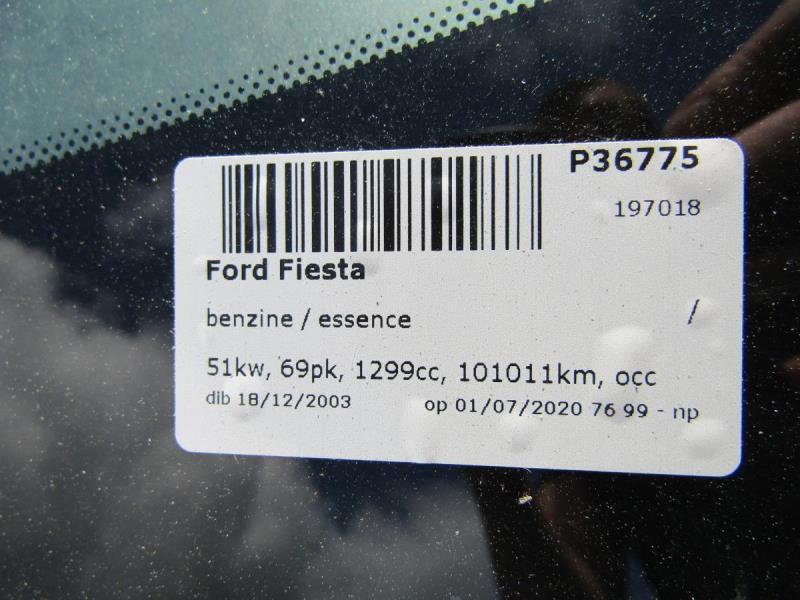 P36775
197018
Ford Fiesta
benzine / essence /
51kw, 69pk, 1299cc, 101011km, occ
dib 18/12/2003 op 01/07/2020 76 99 - np